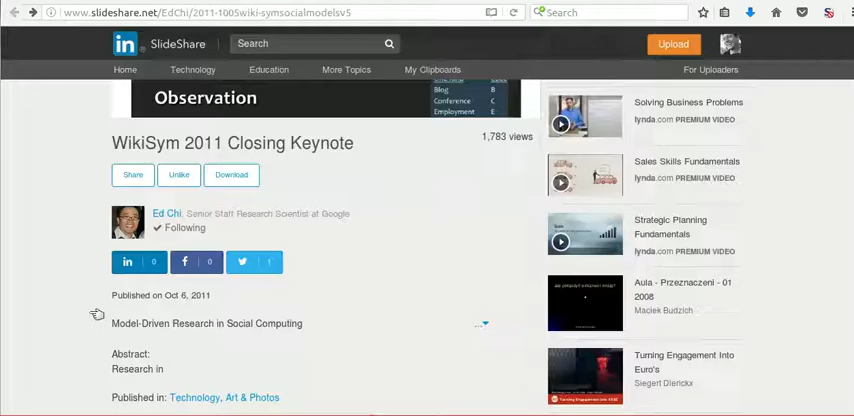 www.slideshare.net/EdChi/2011-1005wiki-symsocialmodelsv5
Search
in SlideShare
Search
Upload
Home
Technology
Education
More Topics
My Clipboards
For Uploaders
Observation
Blog B
Conference C
Employment E
WikiSym 2011 Closing Keynote
1,783 views
Share
Unlike
Download
Ed Chi, Senior Staff Research Scientist at Google
Following
in 0
f 0
1
Published on Oct 6, 2011
Model-Driven Research in Social Computing
...
Abstract:
Research in
Published in: Technology, Art & Photos
Solving Business Problems
lynda.com PREMIUM VIDEO
Sales Skills Fundamentals
lynda.com PREMIUM VIDEO
Strategic Planning
Fundamentals
lynda.com PREMIUM VIDEO
Aula - Przeznaczeni - 01
2008
Maciek Budzich
Turning Engagement Into
Euro's
Siegert Dierickx
Turning Engagement into